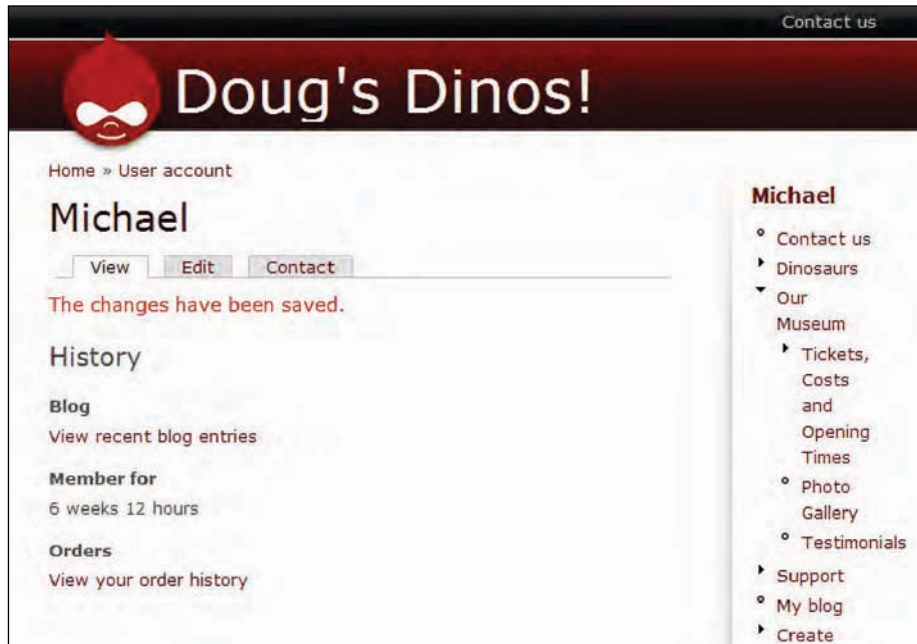 Contact us
Doug's Dinos!
Home » User account
Michael
View Edit Contact
The changes have been saved.
History
Blog
View recent blog entries
Member for
6 weeks 12 hours
Orders
View your order history
Michael
Contact us
Dinosaurs
Our
Museum
Tickets,
Costs
and
Opening
Times
Photo
Gallery
Testimonials
Support
My blog
Create